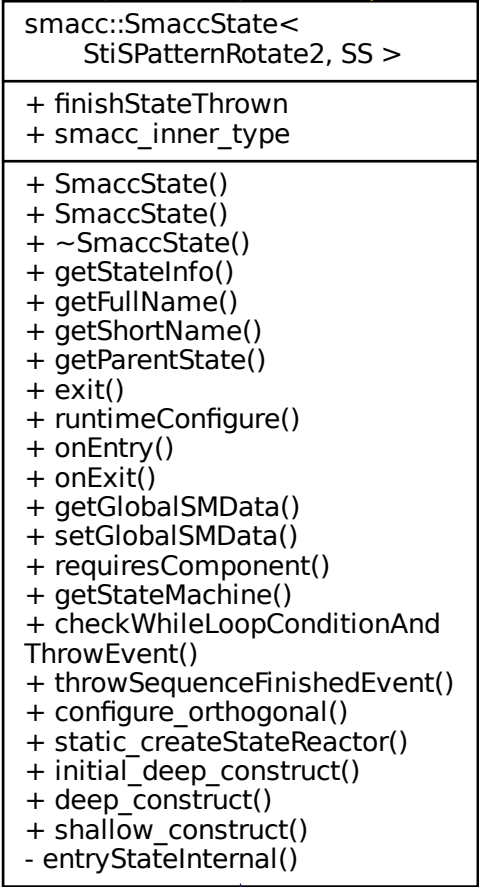 smacc::SmaccState<
StiSPatternRotate2, SS >
+ finishStateThrown
+ smacc_inner_type
+ SmaccState()
+ SmaccState()
+ ~SmaccState()
+ getStateInfo()
+ getFullName()
+ getShortName()
+ getParentState()
+ exit()
+ runtimeConfigure()
+ onEntry()
+ onExit()
+ getGlobalSMData()
+ setGlobalSMData()
+ requiresComponent()
+ getStateMachine()
+ checkWhileLoopConditionAnd
ThrowEvent()
+ throwSequenceFinishedEvent()
+ configure_orthogonal()
+ static_createStateReactor()
+ initial_deep_construct()
+ deep_construct()
+ shallow_construct()
- entryStateInternal()